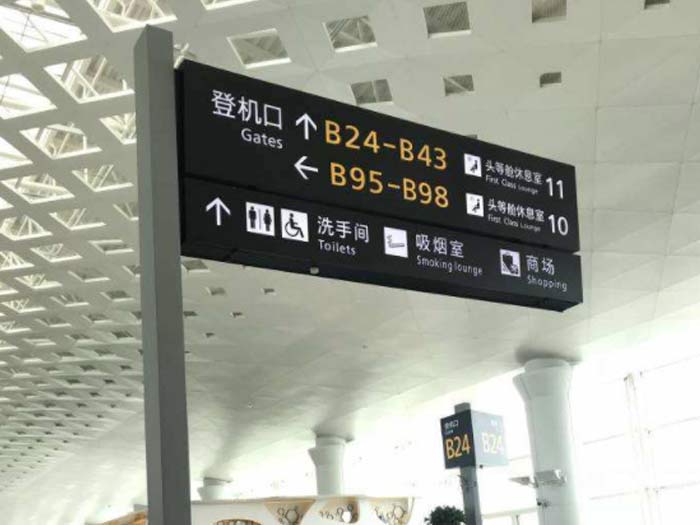 登机口
Gates
B24-B43
B95-B98
头等舱休息室 11
First Class Lounge
头等舱休息室 10
First Class Lounge
洗手间
Toilets
吸烟室
Smoking lounge
商场
Shopping
登机口
B24
B24